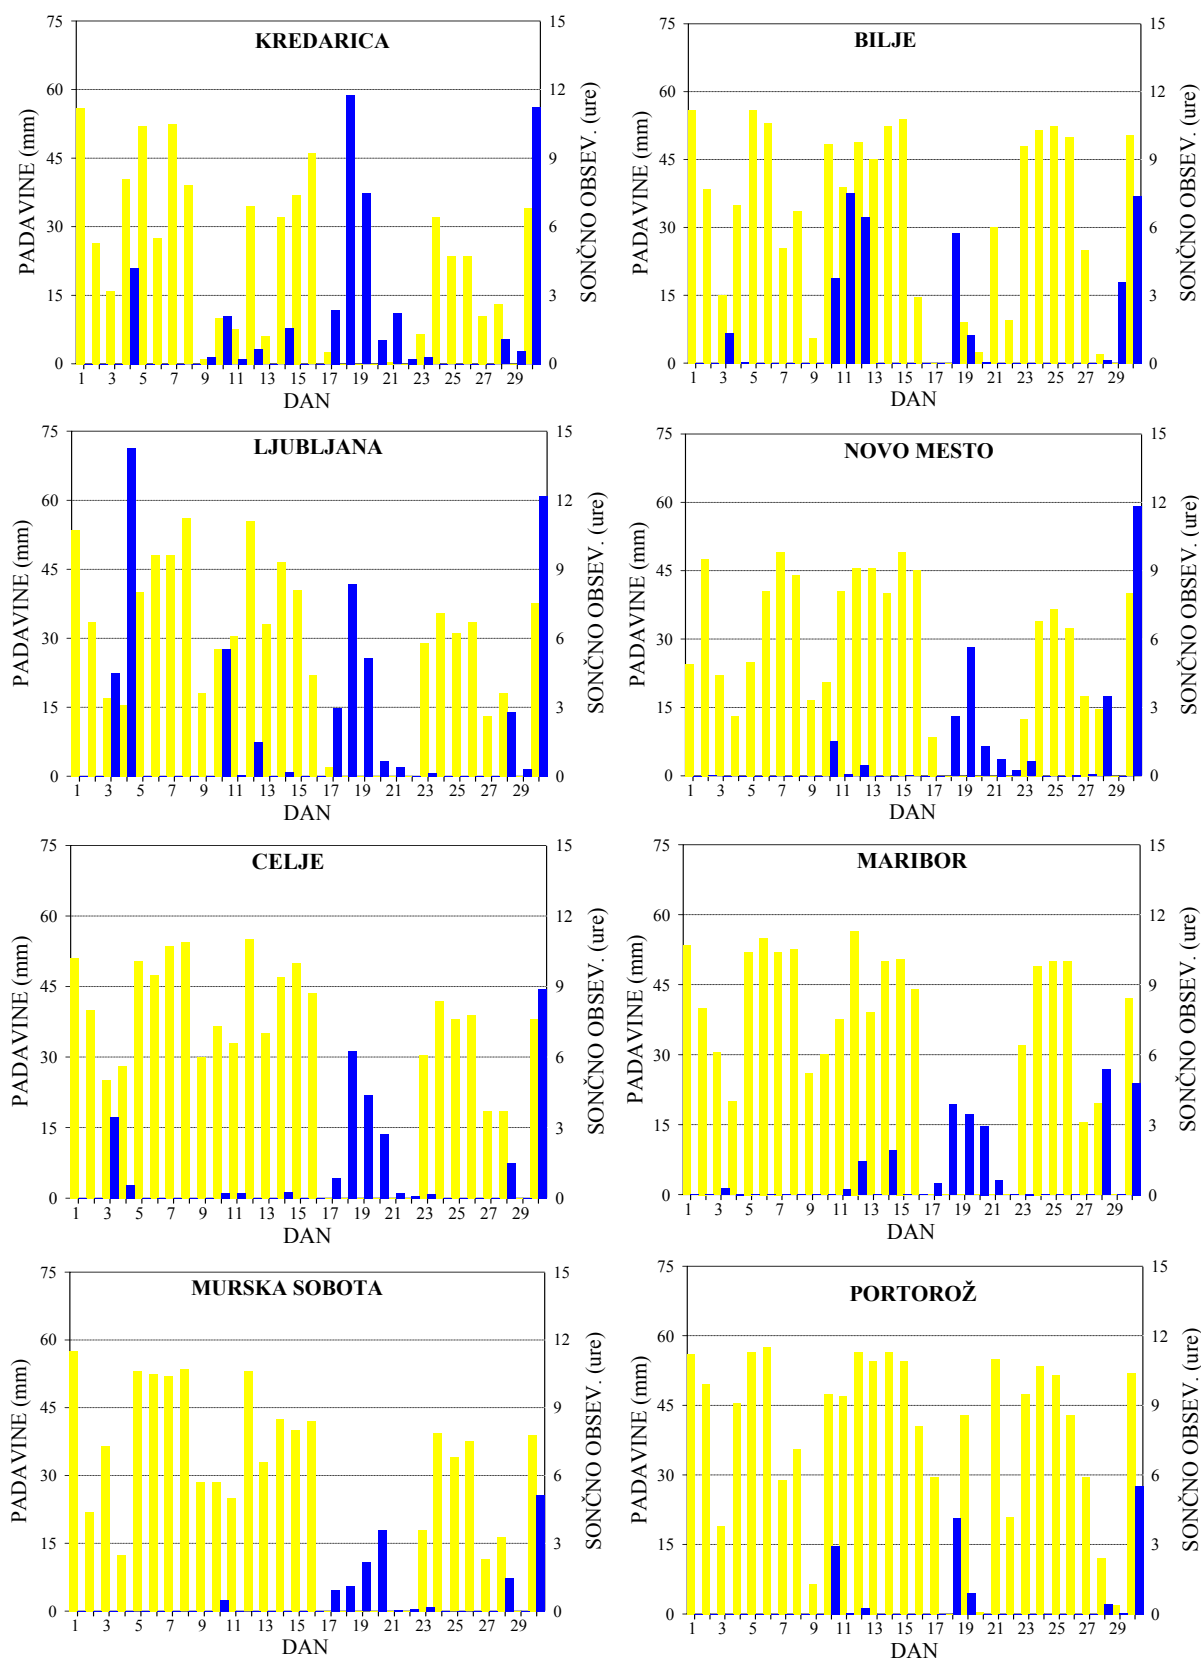 KREDARICA
PADAVINE (mm)
75
60
45
30
15
0
15
12
9
6
3
0
SONČNO OBSEV. (ure)
1 3 5 7 9 11 13 15 17 19 21 23 25 27 29
DAN
BILJE
PADAVINE (mm)
75
60
45
30
15
0
15
12
9
6
3
0
SONČNO OBSEV. (ure)
1 3 5 7 9 11 13 15 17 19 21 23 25 27 29
DAN
LJUBLJANA
PADAVINE (mm)
75
60
45
30
15
0
15
12
9
6
3
0
SONČNO OBSEV. (ure)
1 3 5 7 9 11 13 15 17 19 21 23 25 27 29
DAN
NOVO MESTO
PADAVINE (mm)
75
60
45
30
15
0
15
12
9
6
3
0
SONČNO OBSEV. (ure)
1 3 5 7 9 11 13 15 17 19 21 23 25 27 29
DAN
CELJE
PADAVINE (mm)
75
60
45
30
15
0
15
12
9
6
3
0
SONČNO OBSEV. (ure)
1 3 5 7 9 11 13 15 17 19 21 23 25 27 29
DAN
MARIBOR
PADAVINE (mm)
75
60
45
30
15
0
15
12
9
6
3
0
SONČNO OBSEV. (ure)
1 3 5 7 9 11 13 15 17 19 21 23 25 27 29
DAN
MURSKA SOBOTA
PADAVINE (mm)
75
60
45
30
15
0
15
12
9
6
3
0
SONČNO OBSEV. (ure)
1 3 5 7 9 11 13 15 17 19 21 23 25 27 29
DAN
PORTOROŽ
PADAVINE (mm)
75
60
45
30
15
0
15
12
9
6
3
0
SONČNO OBSEV. (ure)
1 3 5 7 9 11 13 15 17 19 21 23 25 27 29
DAN